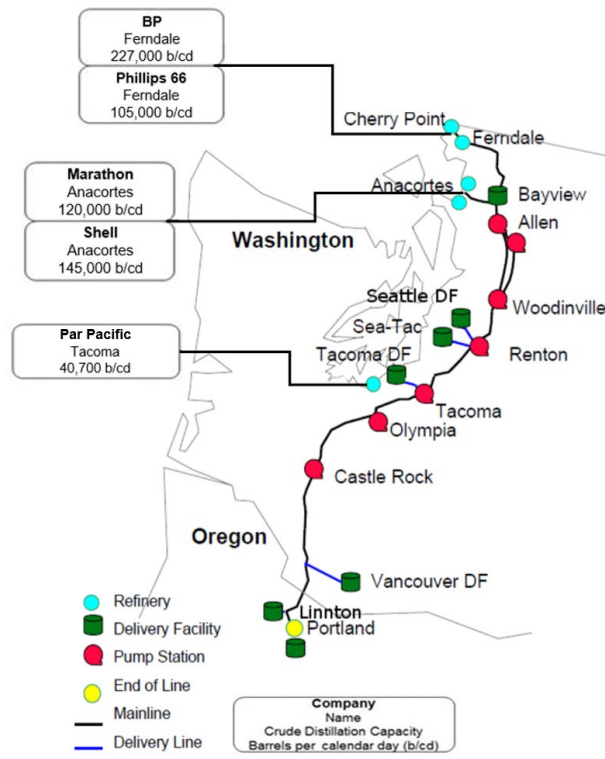 BP
Ferndale
227,000 b/cd
Phillips 66
Ferndale
105,000 b/cd
Cherry Point
Ferndale
Marathon
Anacortes
120,000 b/cd
Shell
Anacortes
145,000 b/cd
Anacortes
Bayview
Allen
Washington
Seattle DF
Woodinville
Sea-Tac
Renton
Par Pacific
Tacoma
40,700 b/cd
Tacoma DF
Tacoma
Olympia
Castle Rock
Oregon
Vancouver DF
Linnton
Portland
Refinery
Delivery Facility
Pump Station
End of Line
Mainline
Delivery Line
Company
Name
Crude Distillation Capacity
Barrels per calendar day (b/cd)